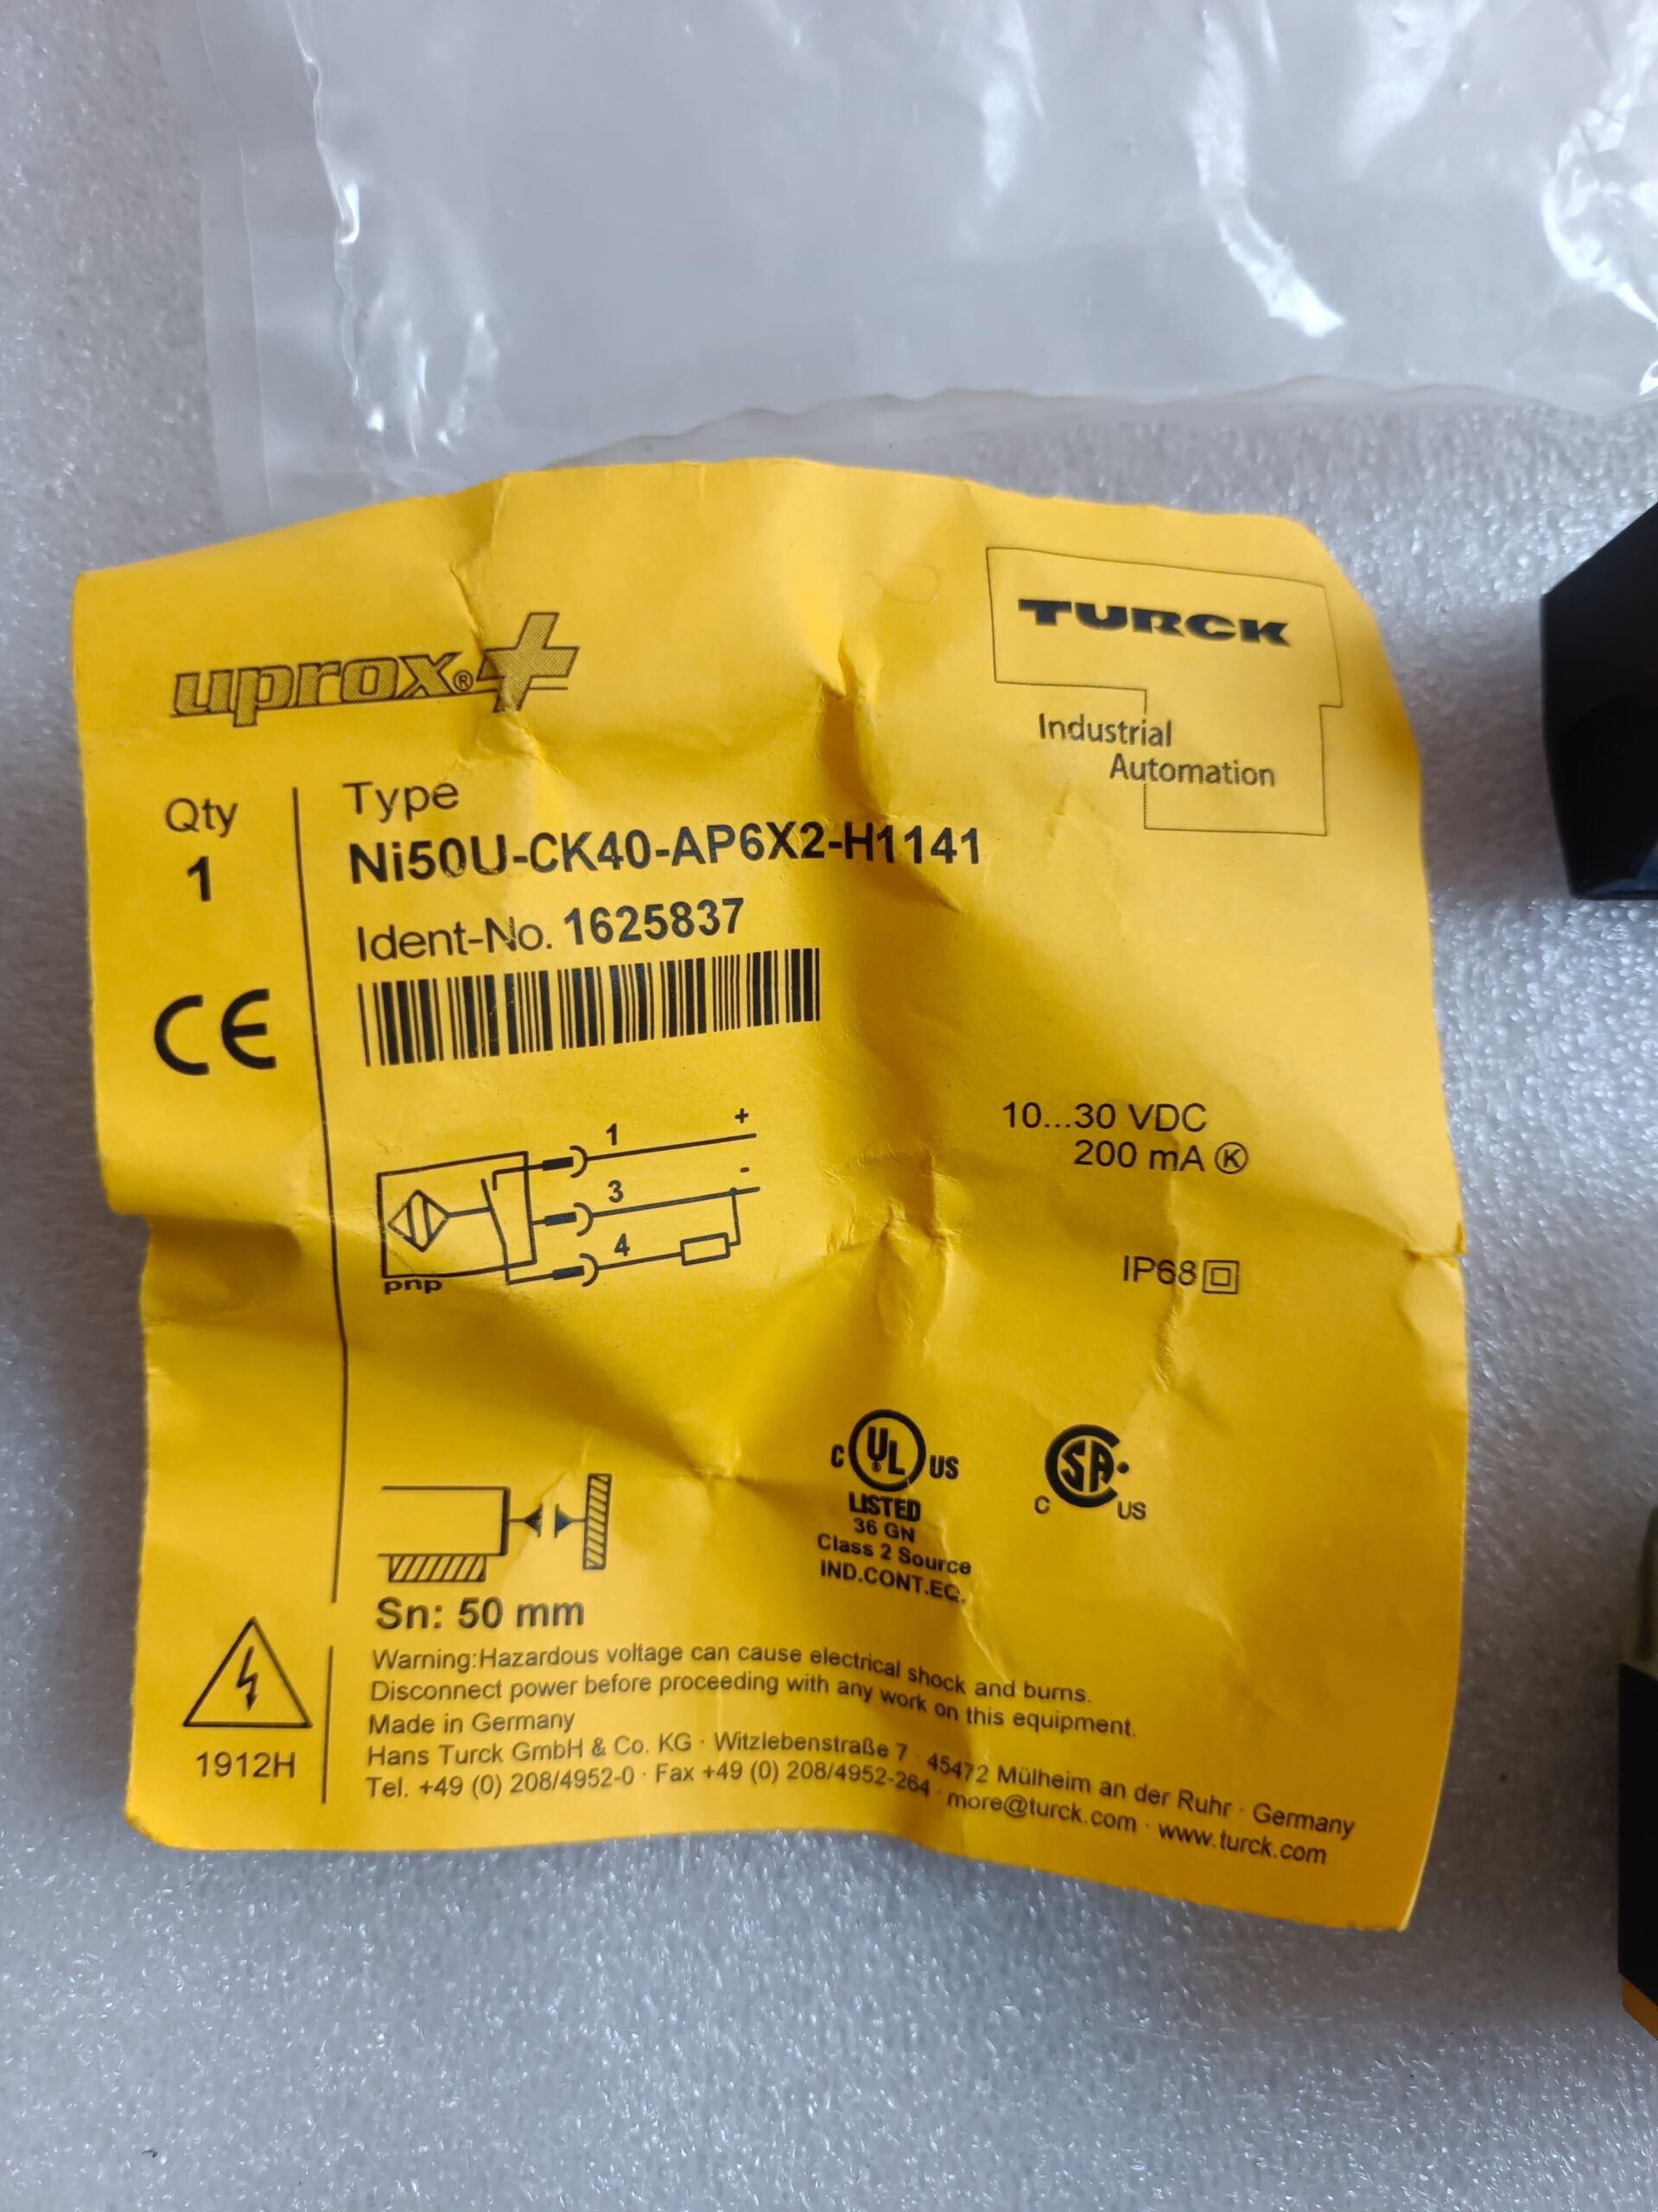 uprox®+
TURCK
Industrial
Automation
Qty
1
Type
Ni50U-CK40-AP6X2-H1141
Ident-No. 1625837
CE
1
+
-
3
4
pnp
10...30 VDC
200 mA Ⓚ
IP68
C UL ® US
LISTED
36 GN
Class 2 Source
IND.CONT.EQ.
C SA US
Sn: 50 mm
1912H
Warning:Hazardous voltage can cause electrical shock and burns.
Disconnect power before proceeding with any work on this equipment.
Made in Germany
Hans Turck GmbH & Co. KG · Witzlebenstraße 7 · 45472 Mülheim an der Ruhr · Germany
Tel. +49 (0) 208/4952-0 · Fax +49 (0) 208/4952-264 · more@turck.com · www.turck.com